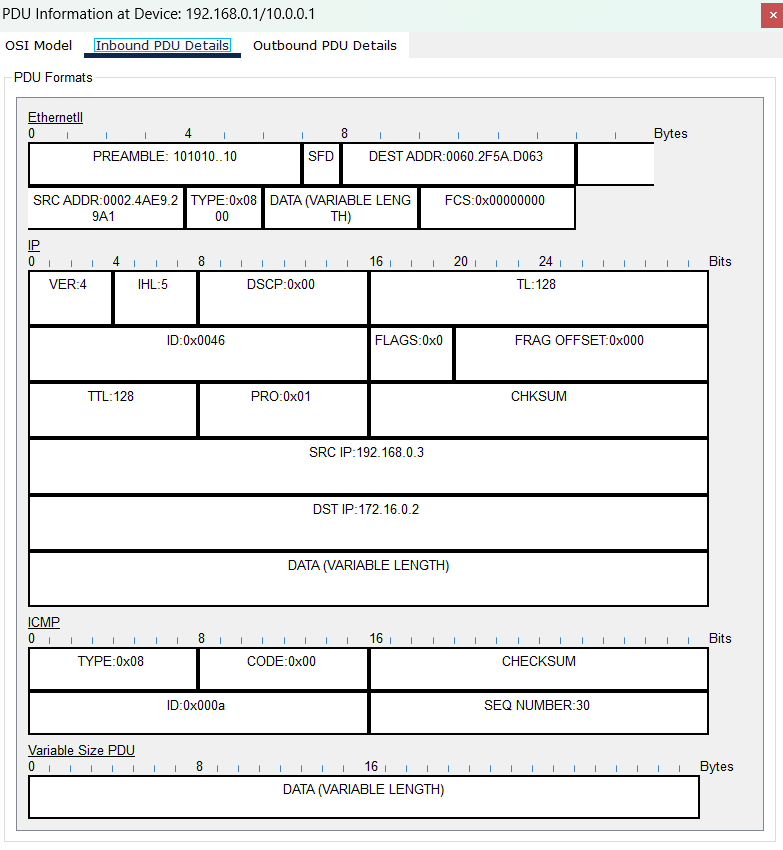 PDU Information at Device: 192.168.0.1/10.0.0.1
×
OSI Model Inbound PDU Details Outbound PDU Details
PDU Formats
EthernetII
0 4 8 Bytes
PREAMBLE: 101010..10 SFD DEST ADDR:0060.2F5A.D063
SRC ADDR:0002.4AE9.2 TYPE:0x08 DATA (VARIABLE LENG FCS:0x00000000
9A1 00 TH)
IP
0 4 8 16 20 24 Bits
VER:4 IHL:5 DSCP:0x00 TL:128
ID:0x0046 FLAGS:0x0 FRAG OFFSET:0x000
TTL:128 PRO:0x01 CHKSUM
SRC IP:192.168.0.3
DST IP:172.16.0.2
DATA (VARIABLE LENGTH)
ICMP
0 8 16 Bits
TYPE:0x08 CODE:0x00 CHECKSUM
ID:0x000a SEQ NUMBER:30
Variable Size PDU
0 8 16 Bytes
DATA (VARIABLE LENGTH)